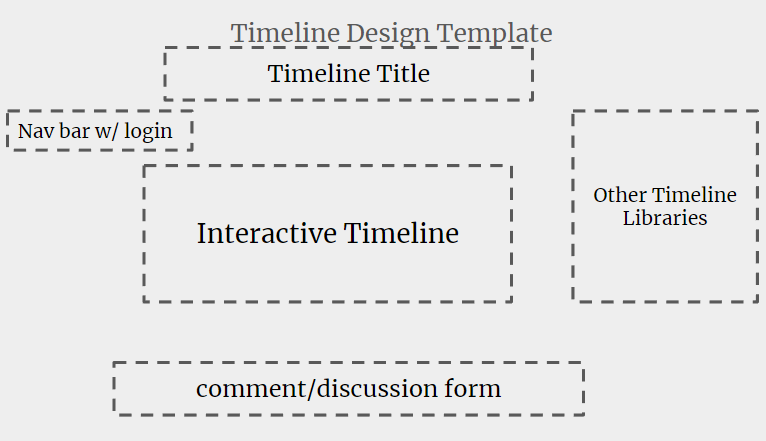 Timeline Design Template
Timeline Title
Nav bar w/ login
Interactive Timeline
Other Timeline
Libraries
comment/discussion form